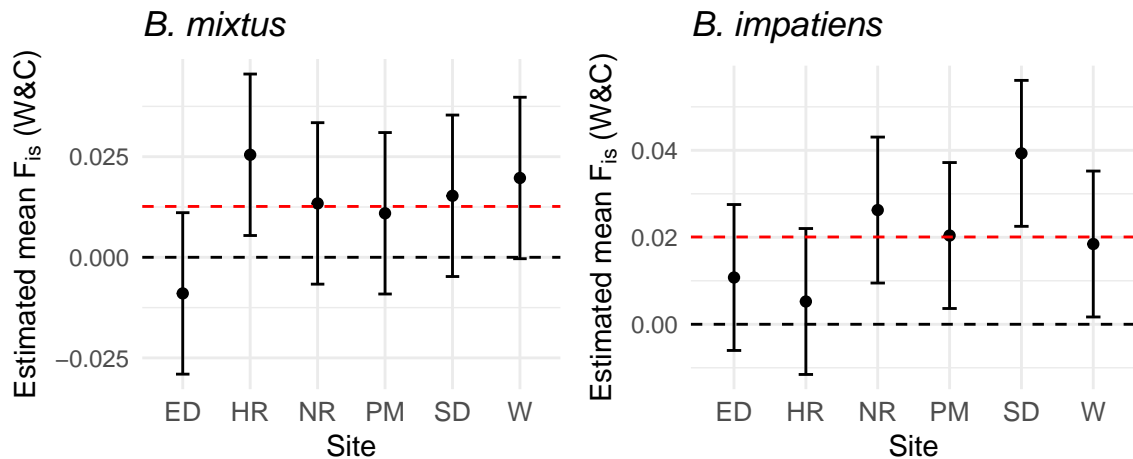 B. mixtus
Estimated mean Fis (W&C)
0.025
0.000
−0.025
ED HR NR PM SD W
Site
B. impatiens
Estimated mean Fis (W&C)
0.04
0.02
0.00
ED HR NR PM SD W
Site